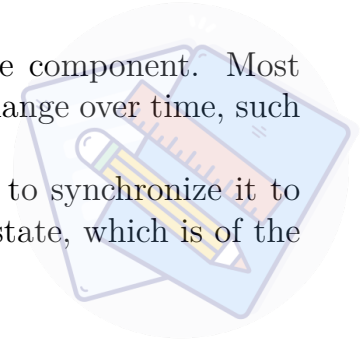 e component. Most
ange over time, such
to synchronize it to
state, which is of the